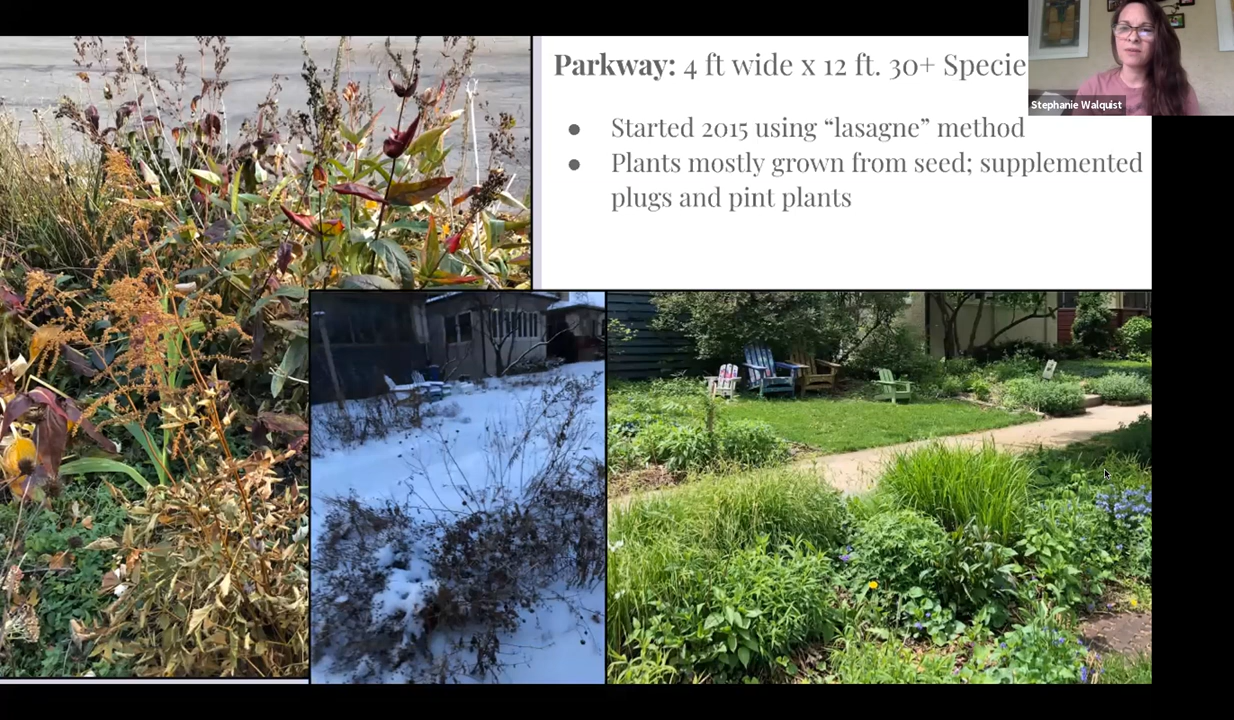 Parkway: 4 ft wide x 12 ft. 30+ Specie
Stephanie Walquist
● Started 2015 using “lasagne” method
● Plants mostly grown from seed; supplemented
plugs and pint plants